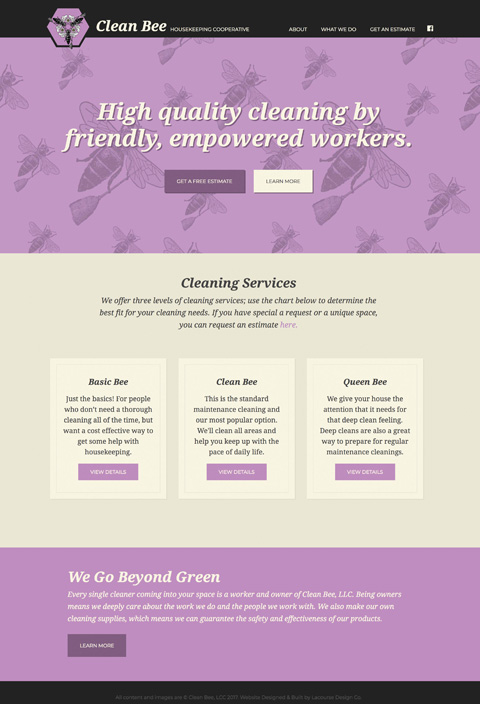 Clean Bee HOUSEKEEPING COOPERATIVE
ABOUT WHAT WE DO GET AN ESTIMATE
High quality cleaning by
friendly, empowered workers.
GET A FREE ESTIMATE LEARN MORE
Cleaning Services
We offer three levels of cleaning services; use the chart below to determine the
best fit for your cleaning needs. If you have special a request or a unique space,
you can request an estimate here.
Basic Bee
Just the basics! For people
who don't need a thorough
cleaning all of the time, but
want a cost effective way to
get some help with
housekeeping.
VIEW DETAILS
Clean Bee
This is the standard
maintenance cleaning and
our most popular option.
We'll clean all areas and
help you keep up with the
pace of daily life.
VIEW DETAILS
Queen Bee
We give your house the
attention that it needs for
that deep clean feeling.
Deep cleans are also a great
way to prepare for regular
maintenance cleanings.
VIEW DETAILS
We Go Beyond Green
Every single cleaner coming into your space is a worker and owner of Clean Bee, LLC. Being owners
means we deeply care about the work we do and the people we work with. We also make our own
cleaning supplies, which means we can guarantee the safety and effectiveness of our products.
LEARN MORE
All content and images are © Clean Bee, LCC 2017. Website Designed & Built by Lacourse Design Co.